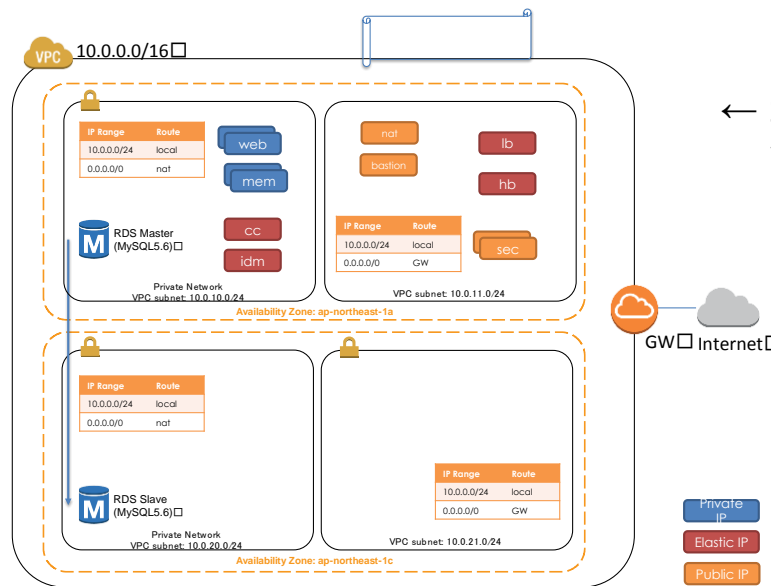 VPC 10.0.0.0/16
IP Range Route
10.0.0.0/24 local
0.0.0.0/0 nat
web
mem
RDS Master
(MySQL5.6)
cc
idm
Private Network
VPC subnet: 10.0.10.0/24
nat
bastion
lb
hb
IP Range Route
10.0.0.0/24 local
0.0.0.0/0 GW
sec
VPC subnet: 10.0.11.0/24
Availability Zone: ap-northeast-1a
GW Internet
IP Range Route
10.0.0.0/24 local
0.0.0.0/0 nat
RDS Slave
(MySQL5.6)
Private Network
VPC subnet: 10.0.20.0/24
IP Range Route
10.0.0.0/24 local
0.0.0.0/0 GW
VPC subnet: 10.0.21.0/24
Availability Zone: ap-northeast-1c
Private
IP
Elastic IP
Public IP